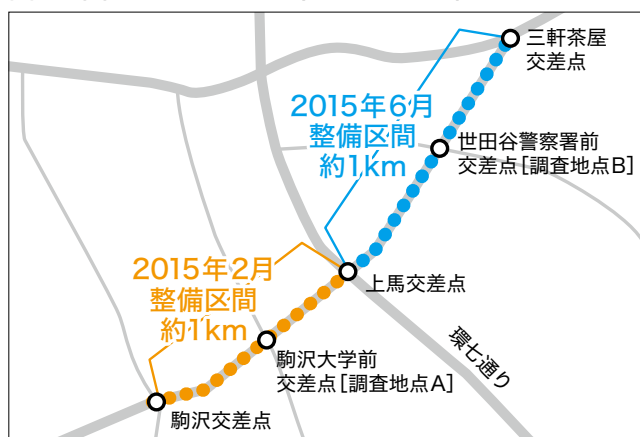 三軒茶屋
交差点
2015年6月
整備区間
約1km
世田谷警察署前
交差点[調査地点B]
2015年2月
整備区間
約1km
上馬交差点
環七通り
駒沢大学前
交差点[調査地点A]
駒沢交差点